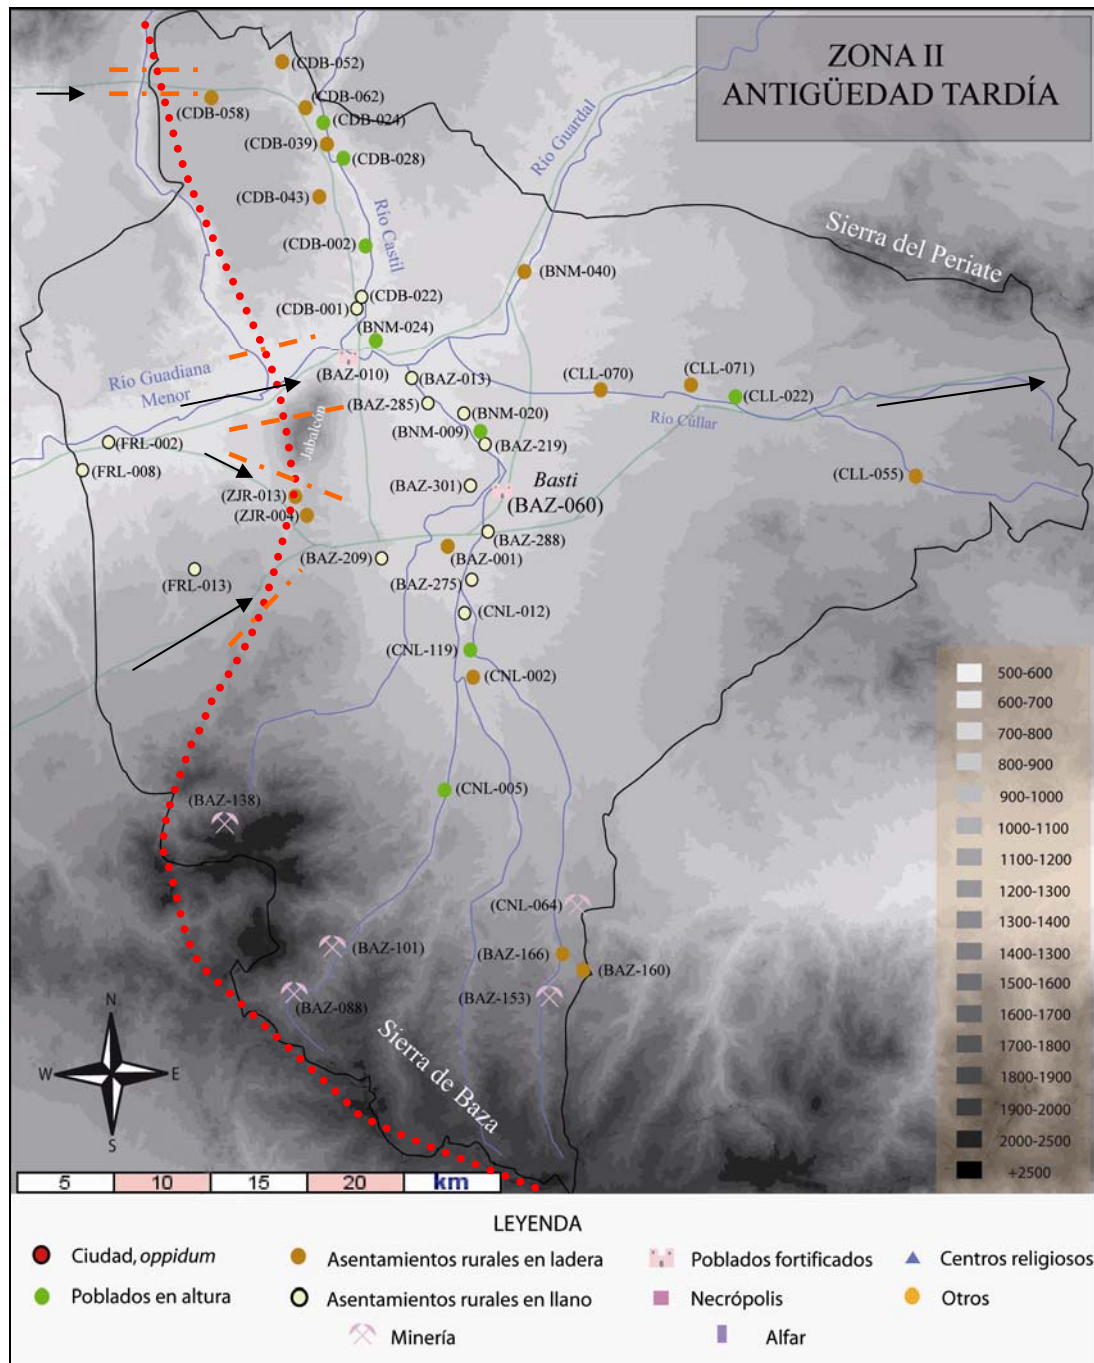 ZONA II
ANTIGÜEDAD TARDÍA
(CDB-052)
(CDB-062)
(CDB-058)
(CDB-024)
(CDB-039)
(CDB-028)
(CDB-043)
Río Guardal
Río Castil
(CDB-002)
Sierra del Periate
(BNM-040)
(CDB-022)
(CDB-001)
(BNM-024)
Río Guadiana
Menor
(BAZ-010)
(BAZ-013)
(CLL-070)
(CLL-071)
(CLL-022)
(BAZ-285)
(BNM-020)
Río Cúllar
Jabalcón
(BNM-009)
(BAZ-219)
(FRL-002)
(FRL-008)
(ZJR-013)
(ZJR-004)
(BAZ-301)
Basti
(BAZ-060)
(CLL-055)
(BAZ-288)
(BAZ-209)
(BAZ-001)
(FRL-013)
(BAZ-275)
(CNL-012)
(CNL-119)
(CNL-002)
(CNL-005)
(BAZ-138)
(CNL-064)
(BAZ-101)
(BAZ-166)
(BAZ-160)
(BAZ-088)
(BAZ-153)
Sierra de Baza
500-600
600-700
700-800
800-900
900-1000
1000-1100
1100-1200
1200-1300
1300-1400
1400-1300
1500-1600
1600-1700
1700-1800
1800-1900
1900-2000
2000-2500
+2500
N
W E
S
5 10 15 20 km
LEYENDA
Ciudad, oppidum
Asentamientos rurales en ladera
Poblados fortificados
Centros religiosos
Poblados en altura
Asentamientos rurales en llano
Necrópolis
Otros
Minería
Alfar